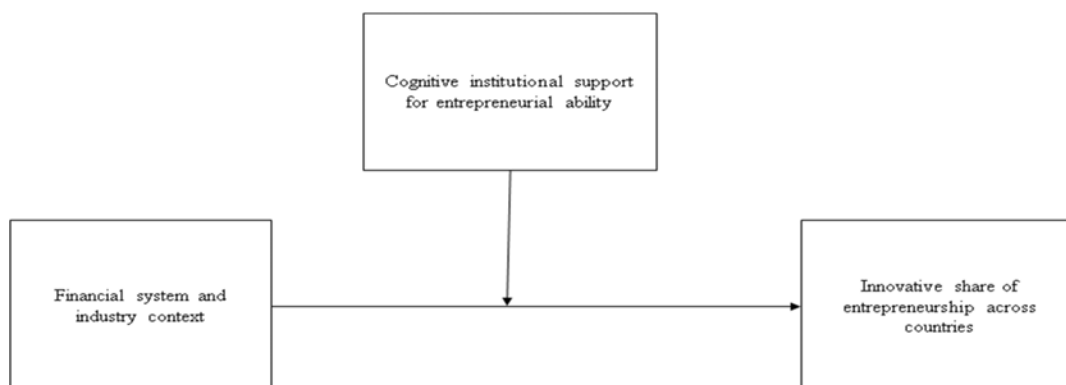 Cognitive institutional support
for entrepreneurial ability
Financial system and
industry context
Innovative share of
entrepreneurship across
countries